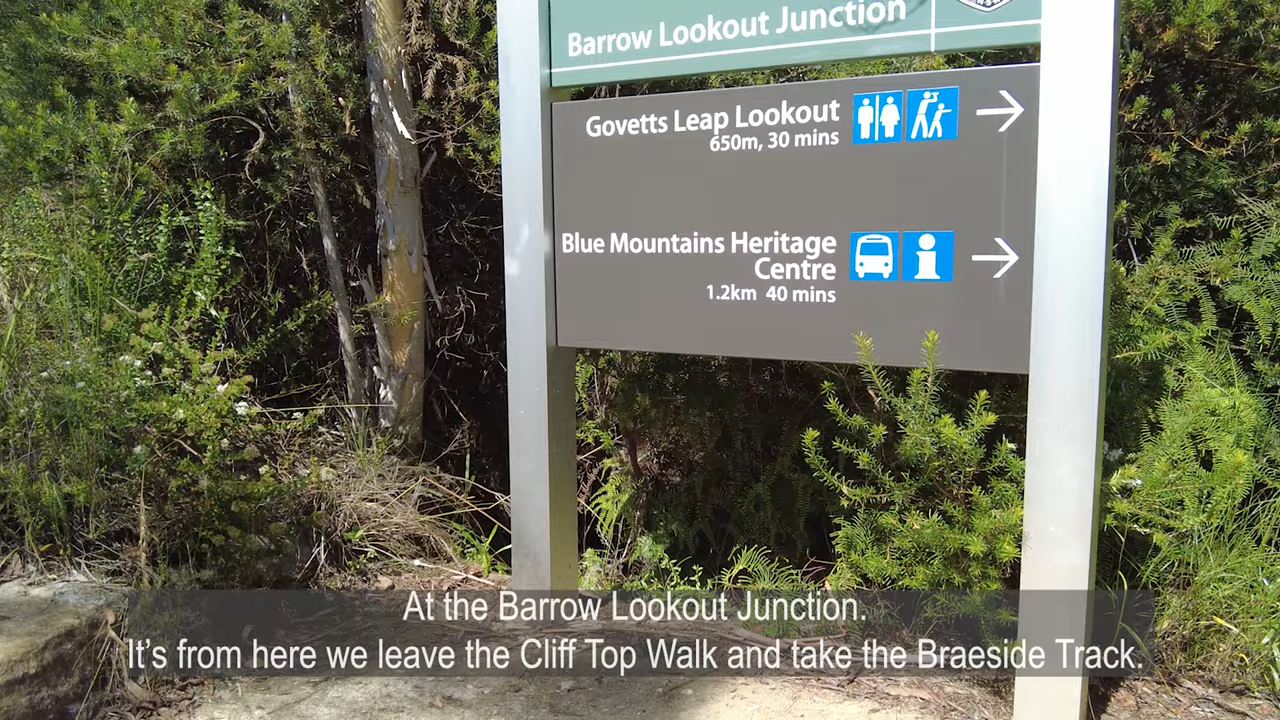 Barrow Lookout Junction
Govetts Leap Lookout
650m, 30 mins
Blue Mountains Heritage
Centre
1.2km 40 mins
At the Barrow Lookout Junction.
It's from here we leave the Cliff Top Walk and take the Braeside Track.